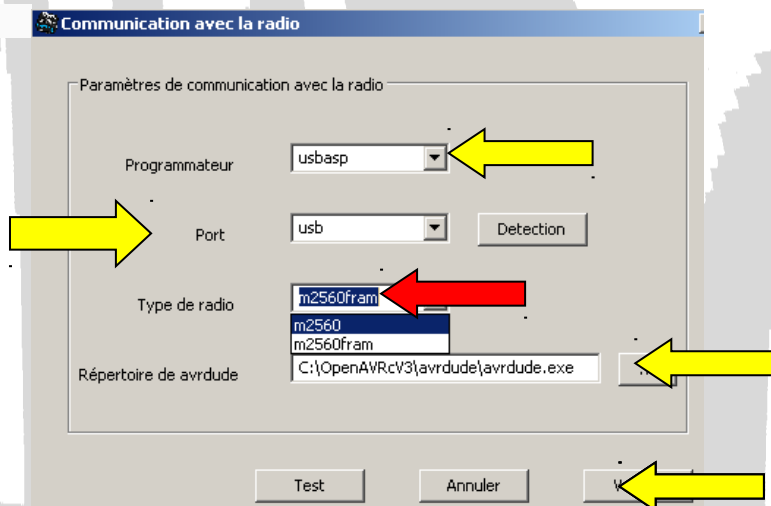 Communication avec la radio
Paramètres de communication avec la radio
Programmateur
usbasp
Port
usb
Detection
Type de radio
m2560fram
m2560
m2560fram
Répertoire de avrdude
C:\OpenAVRcV3\avrdude\avrdude.exe
Test
Annuler